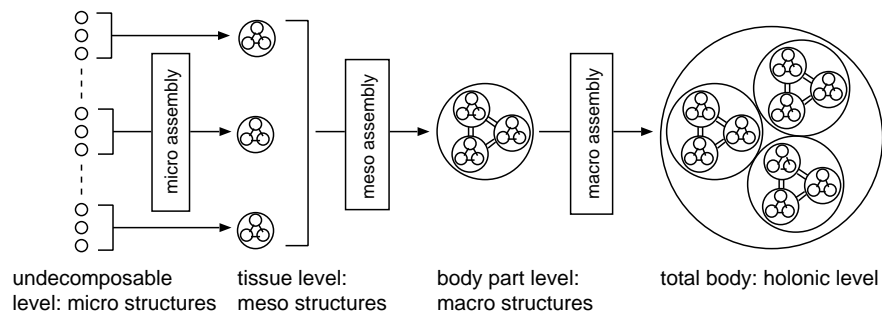 micro assembly
meso assembly
macro assembly
undecomposable
level: micro structures
tissue level:
meso structures
body part level:
macro structures
total body: holonic level